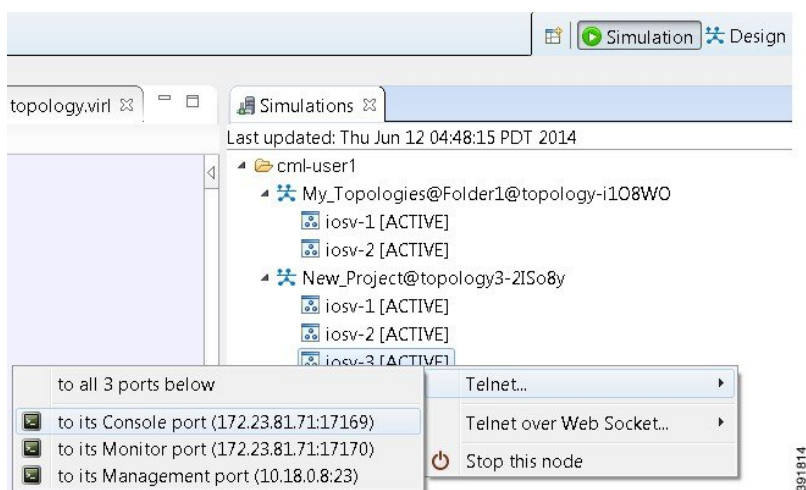 Simulation Design
topology.virl Simulations
Last updated: Thu Jun 12 04:48:15 PDT 2014
cml-user1
My_Topologies@Folder1@topology-i1O8WO
iosv-1 [ACTIVE]
iosv-2 [ACTIVE]
New_Project@topology3-2ISo8y
iosv-1 [ACTIVE]
iosv-2 [ACTIVE]
iosv-3 [ACTIVE]
to all 3 ports below
to its Console port (172.23.81.71:17169)
to its Monitor port (172.23.81.71:17170)
to its Management port (10.18.0.8:23)
Telnet...
Telnet over Web Socket...
Stop this node
391814